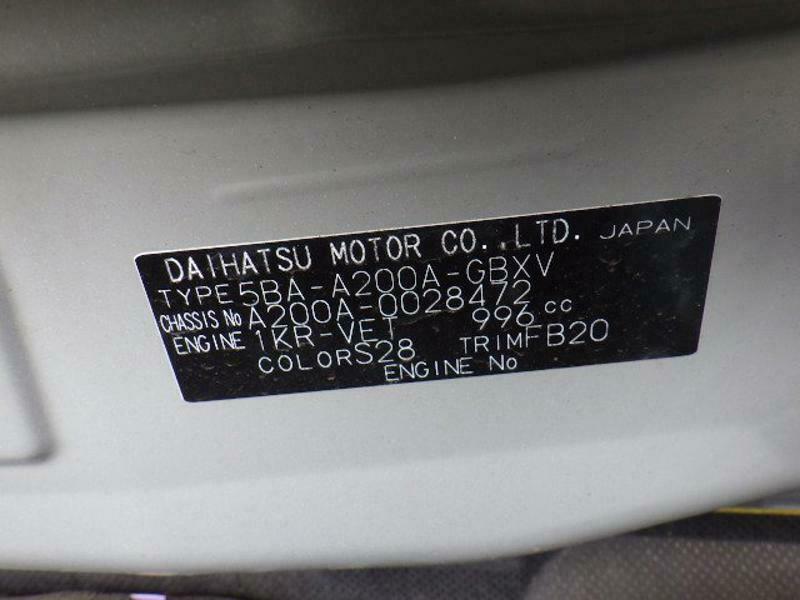 DAIHATSU MOTOR CO.,LTD. JAPAN
TYPE 5BA-A200A-GBXV
CHASSIS No A200A-0028472
ENGINE 1KR-VET 996 cc
COLOR S28 TRIM FB20
ENGINE No